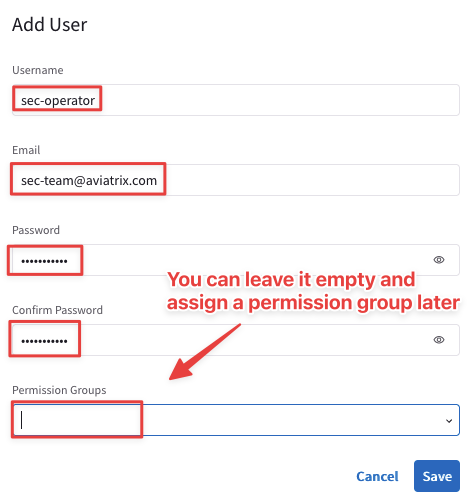 Add User
Username
sec-operator
Email
sec-team@aviatrix.com
Password
•••••••••••
You can leave it empty and
assign a permission group later
Confirm Password
•••••••••••
Permission Groups
Cancel
Save